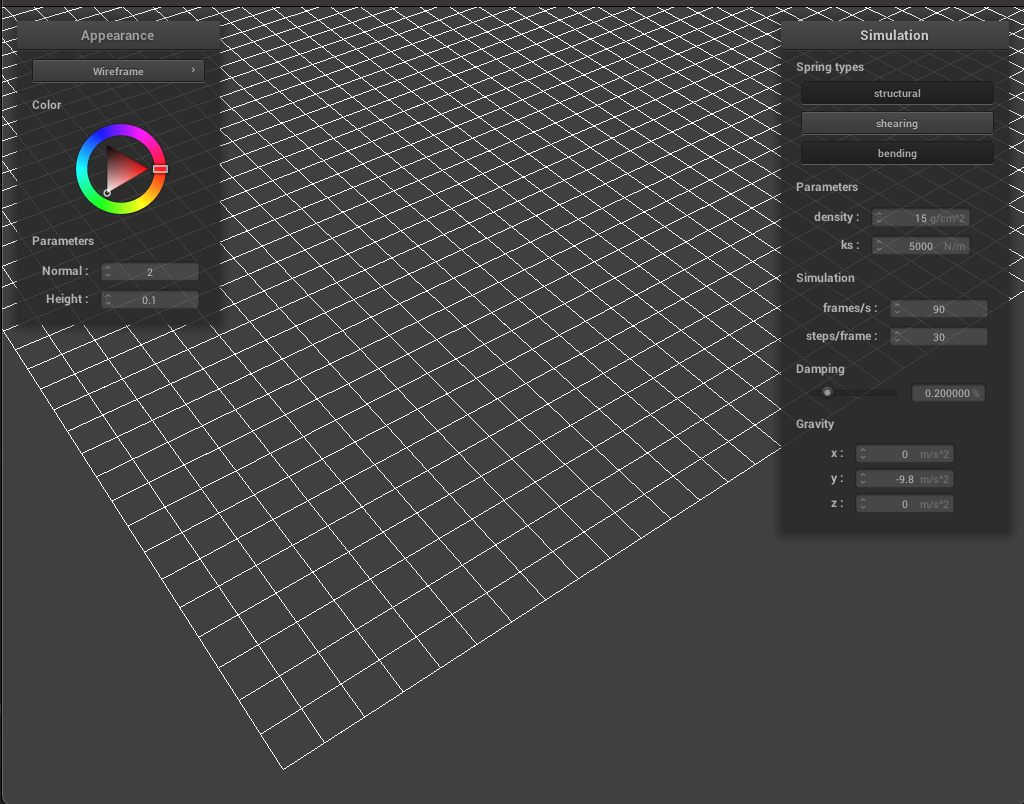 Appearance
Wireframe
Color
Parameters
Normal : 2
Height : 0.1
Simulation
Spring types
structural
shearing
bending
Parameters
density : 15 g/cm^2
ks : 5000 N/m
Simulation
frames/s : 90
steps/frame : 30
Damping
0.200000 %
Gravity
x : 0 m/s^2
y : -9.8 m/s^2
z : 0 m/s^2